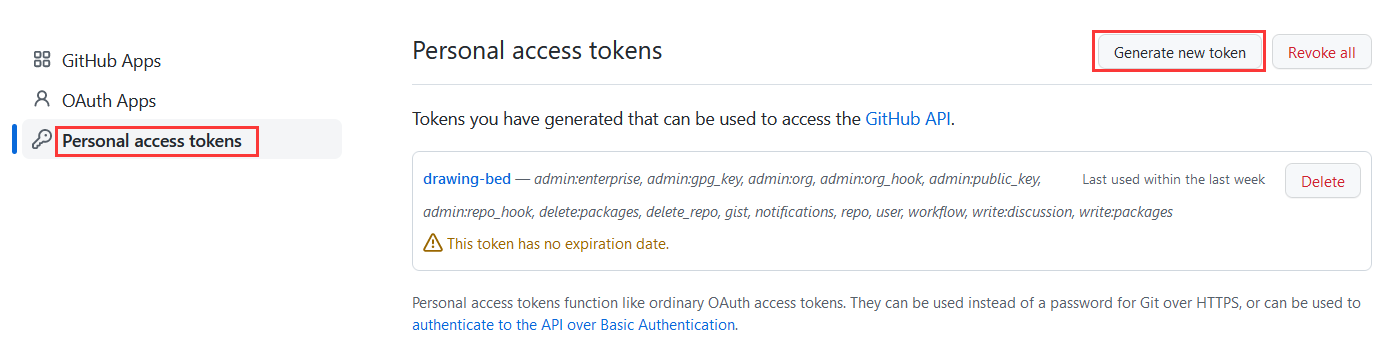 GitHub Apps
OAuth Apps
Personal access tokens
Personal access tokens
Generate new token
Revoke all
Tokens you have generated that can be used to access the GitHub API.
drawing-bed — admin:enterprise, admin:gpg_key, admin:org, admin:org_hook, admin:public_key,
Last used within the last week
Delete
admin:repo_hook, delete:packages, delete_repo, gist, notifications, repo, user, workflow, write:discussion, write:packages
This token has no expiration date.
Personal access tokens function like ordinary OAuth access tokens. They can be used instead of a password for Git over HTTPS, or can be used to
authenticate to the API over Basic Authentication.